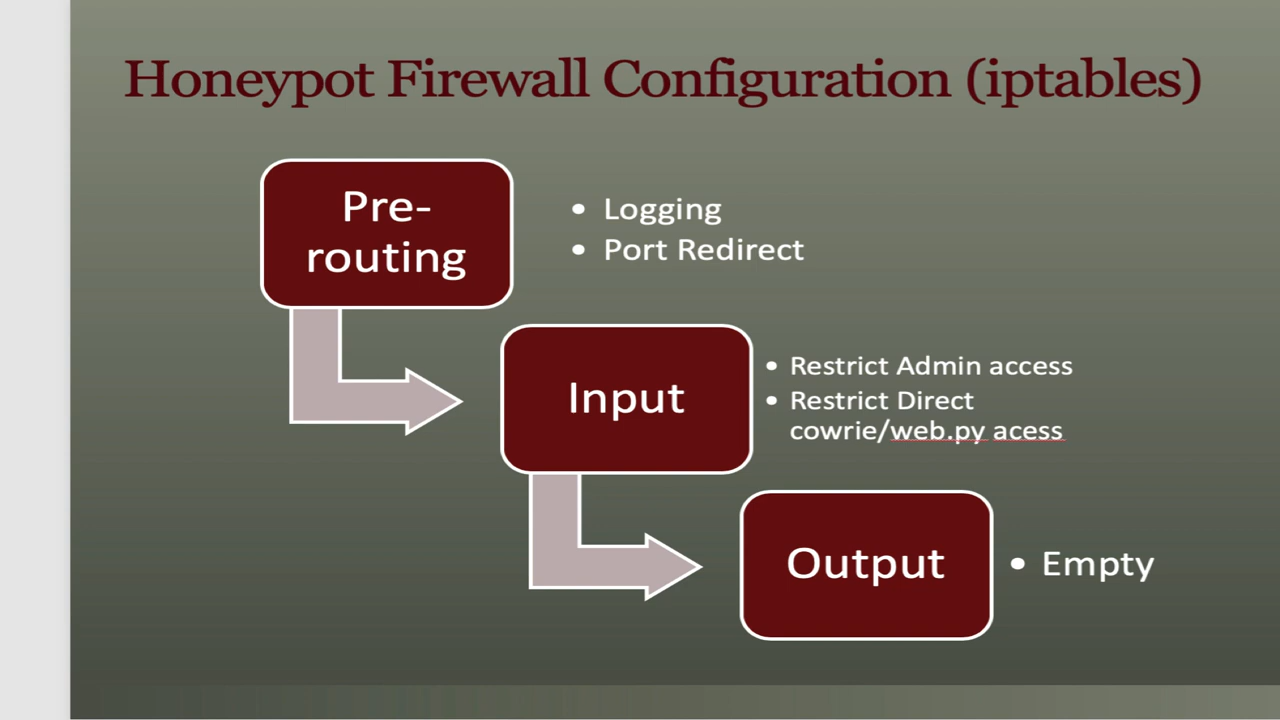 Honeypot Firewall Configuration (iptables)
Pre-
routing
• Logging
• Port Redirect
Input
• Restrict Admin access
• Restrict Direct
cowrie/web.py acess
Output
• Empty